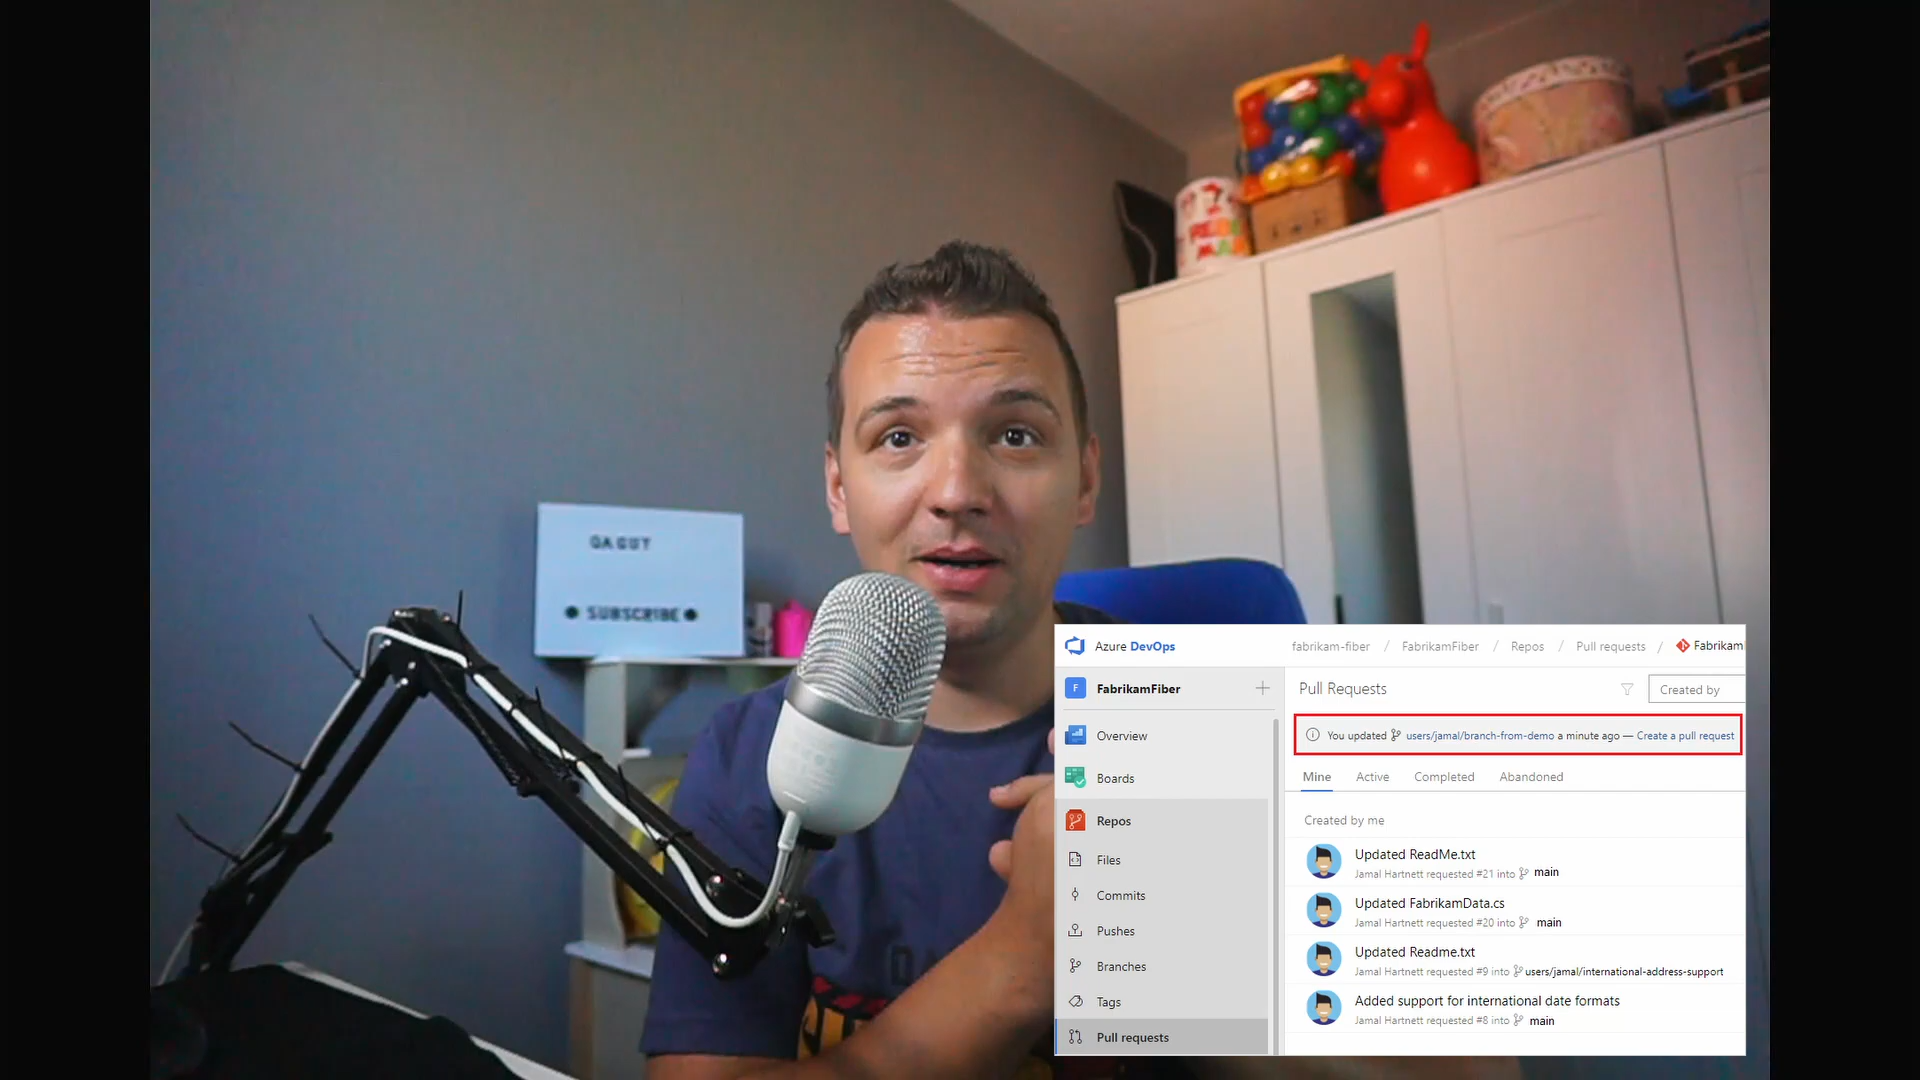 QA GUY
● SUBSCRIBE ●
Azure DevOps
fabrikam-fiber / FabrikamFiber / Repos / Pull requests / Fabrikam
F FabrikamFiber +
Overview
Boards
Repos
Files
Commits
Pushes
Branches
Tags
Pull requests
Pull Requests
Created by
You updated users/jamal/branch-from-demo a minute ago — Create a pull request
Mine Active Completed Abandoned
Created by me
Updated ReadMe.txt
Jamal Hartnett requested #21 into main
Updated FabrikamData.cs
Jamal Hartnett requested #20 into main
Updated Readme.txt
Jamal Hartnett requested #9 into users/jamal/international-address-support
Added support for international date formats
Jamal Hartnett requested #8 into main